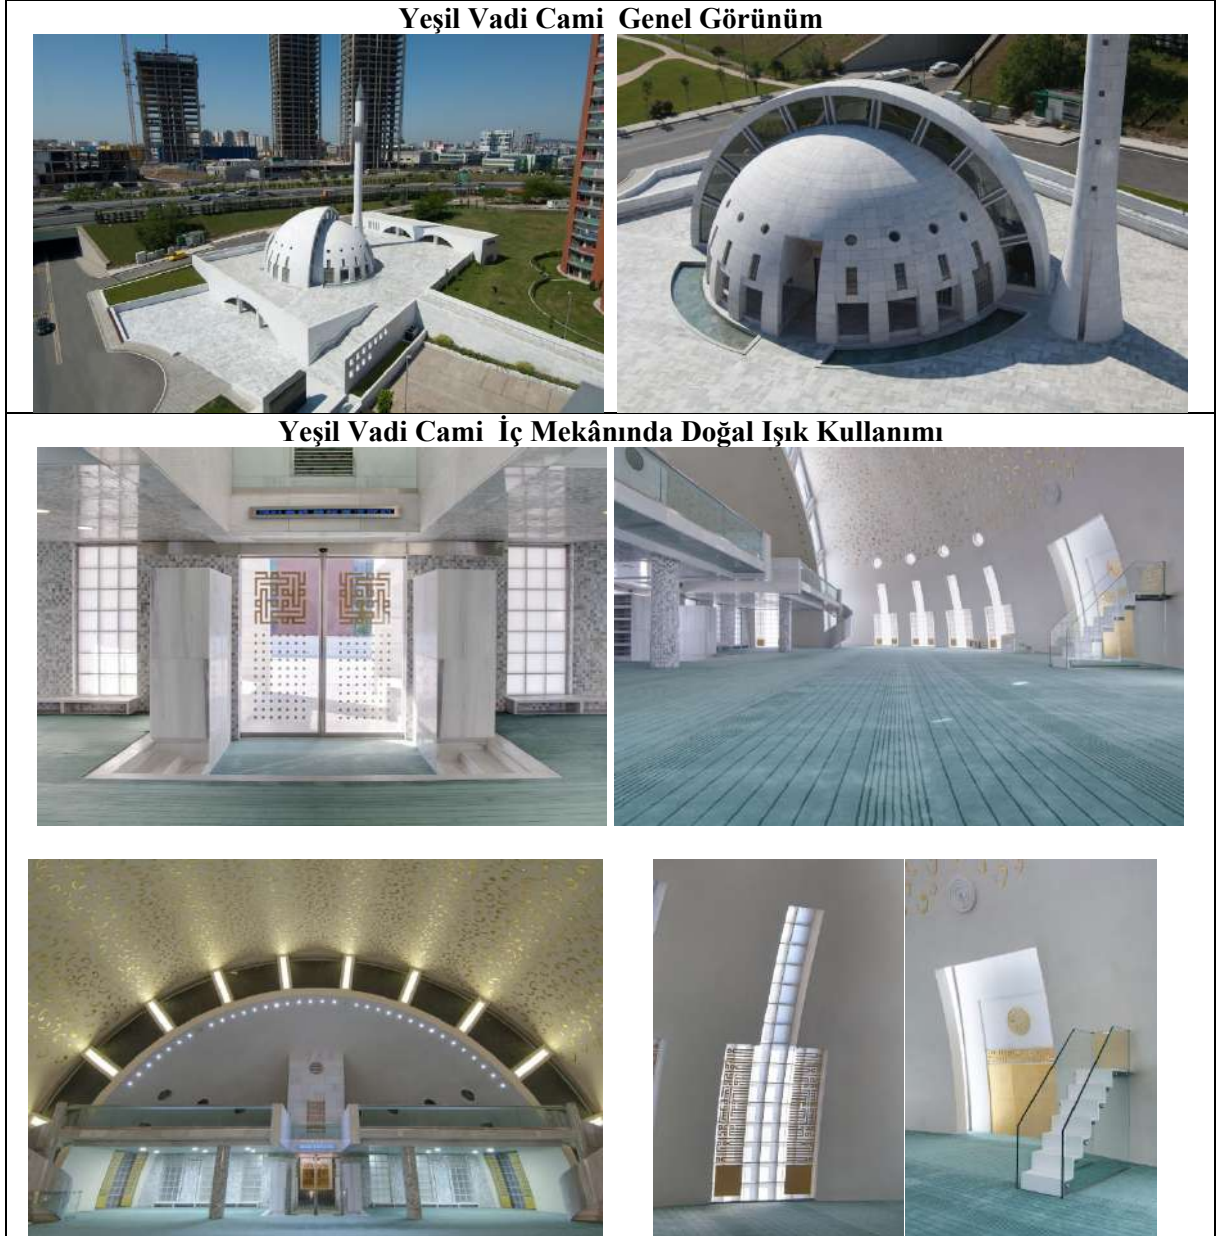 Yeşil Vadi Cami Genel Görünüm
Yeşil Vadi Cami İç Mekânında Doğal Işık Kullanımı